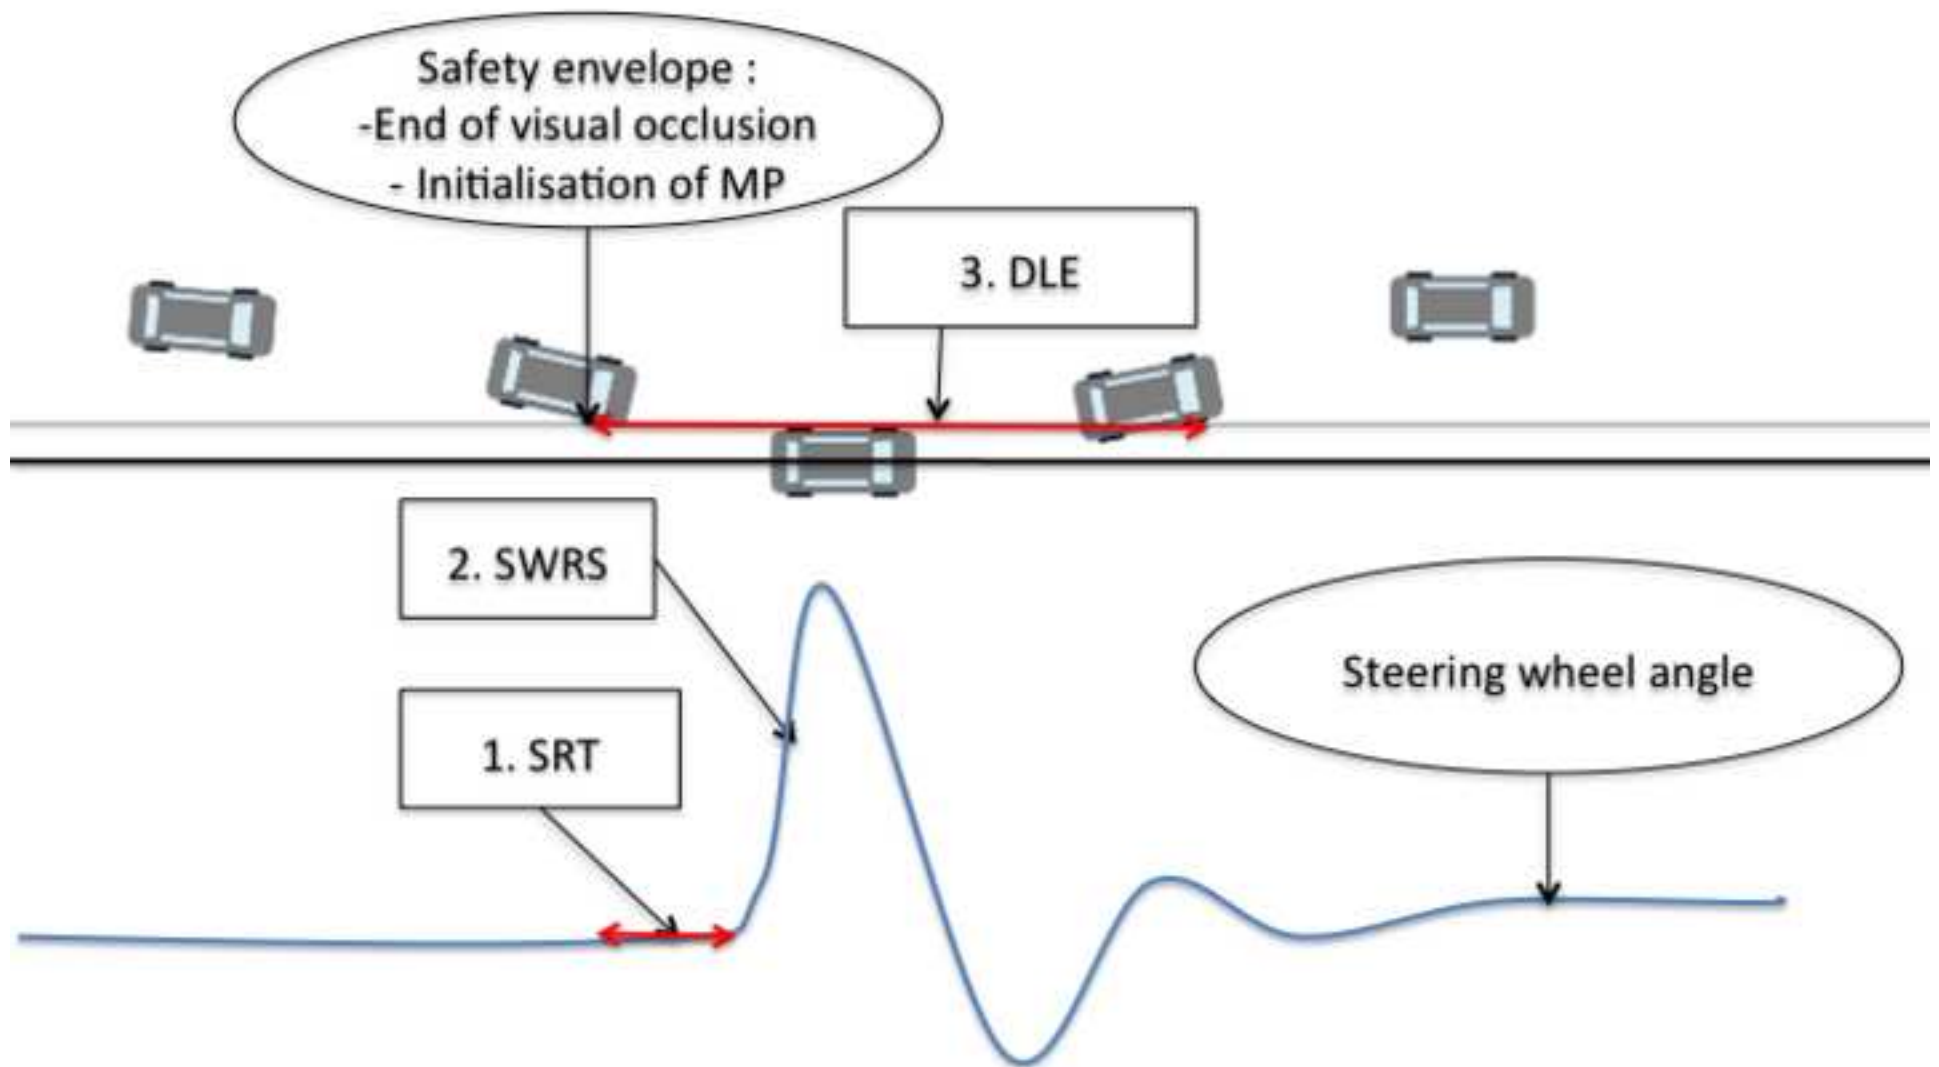 Safety envelope :
-End of visual occlusion
- Initialisation of MP
3. DLE
2. SWRS
Steering wheel angle
1. SRT